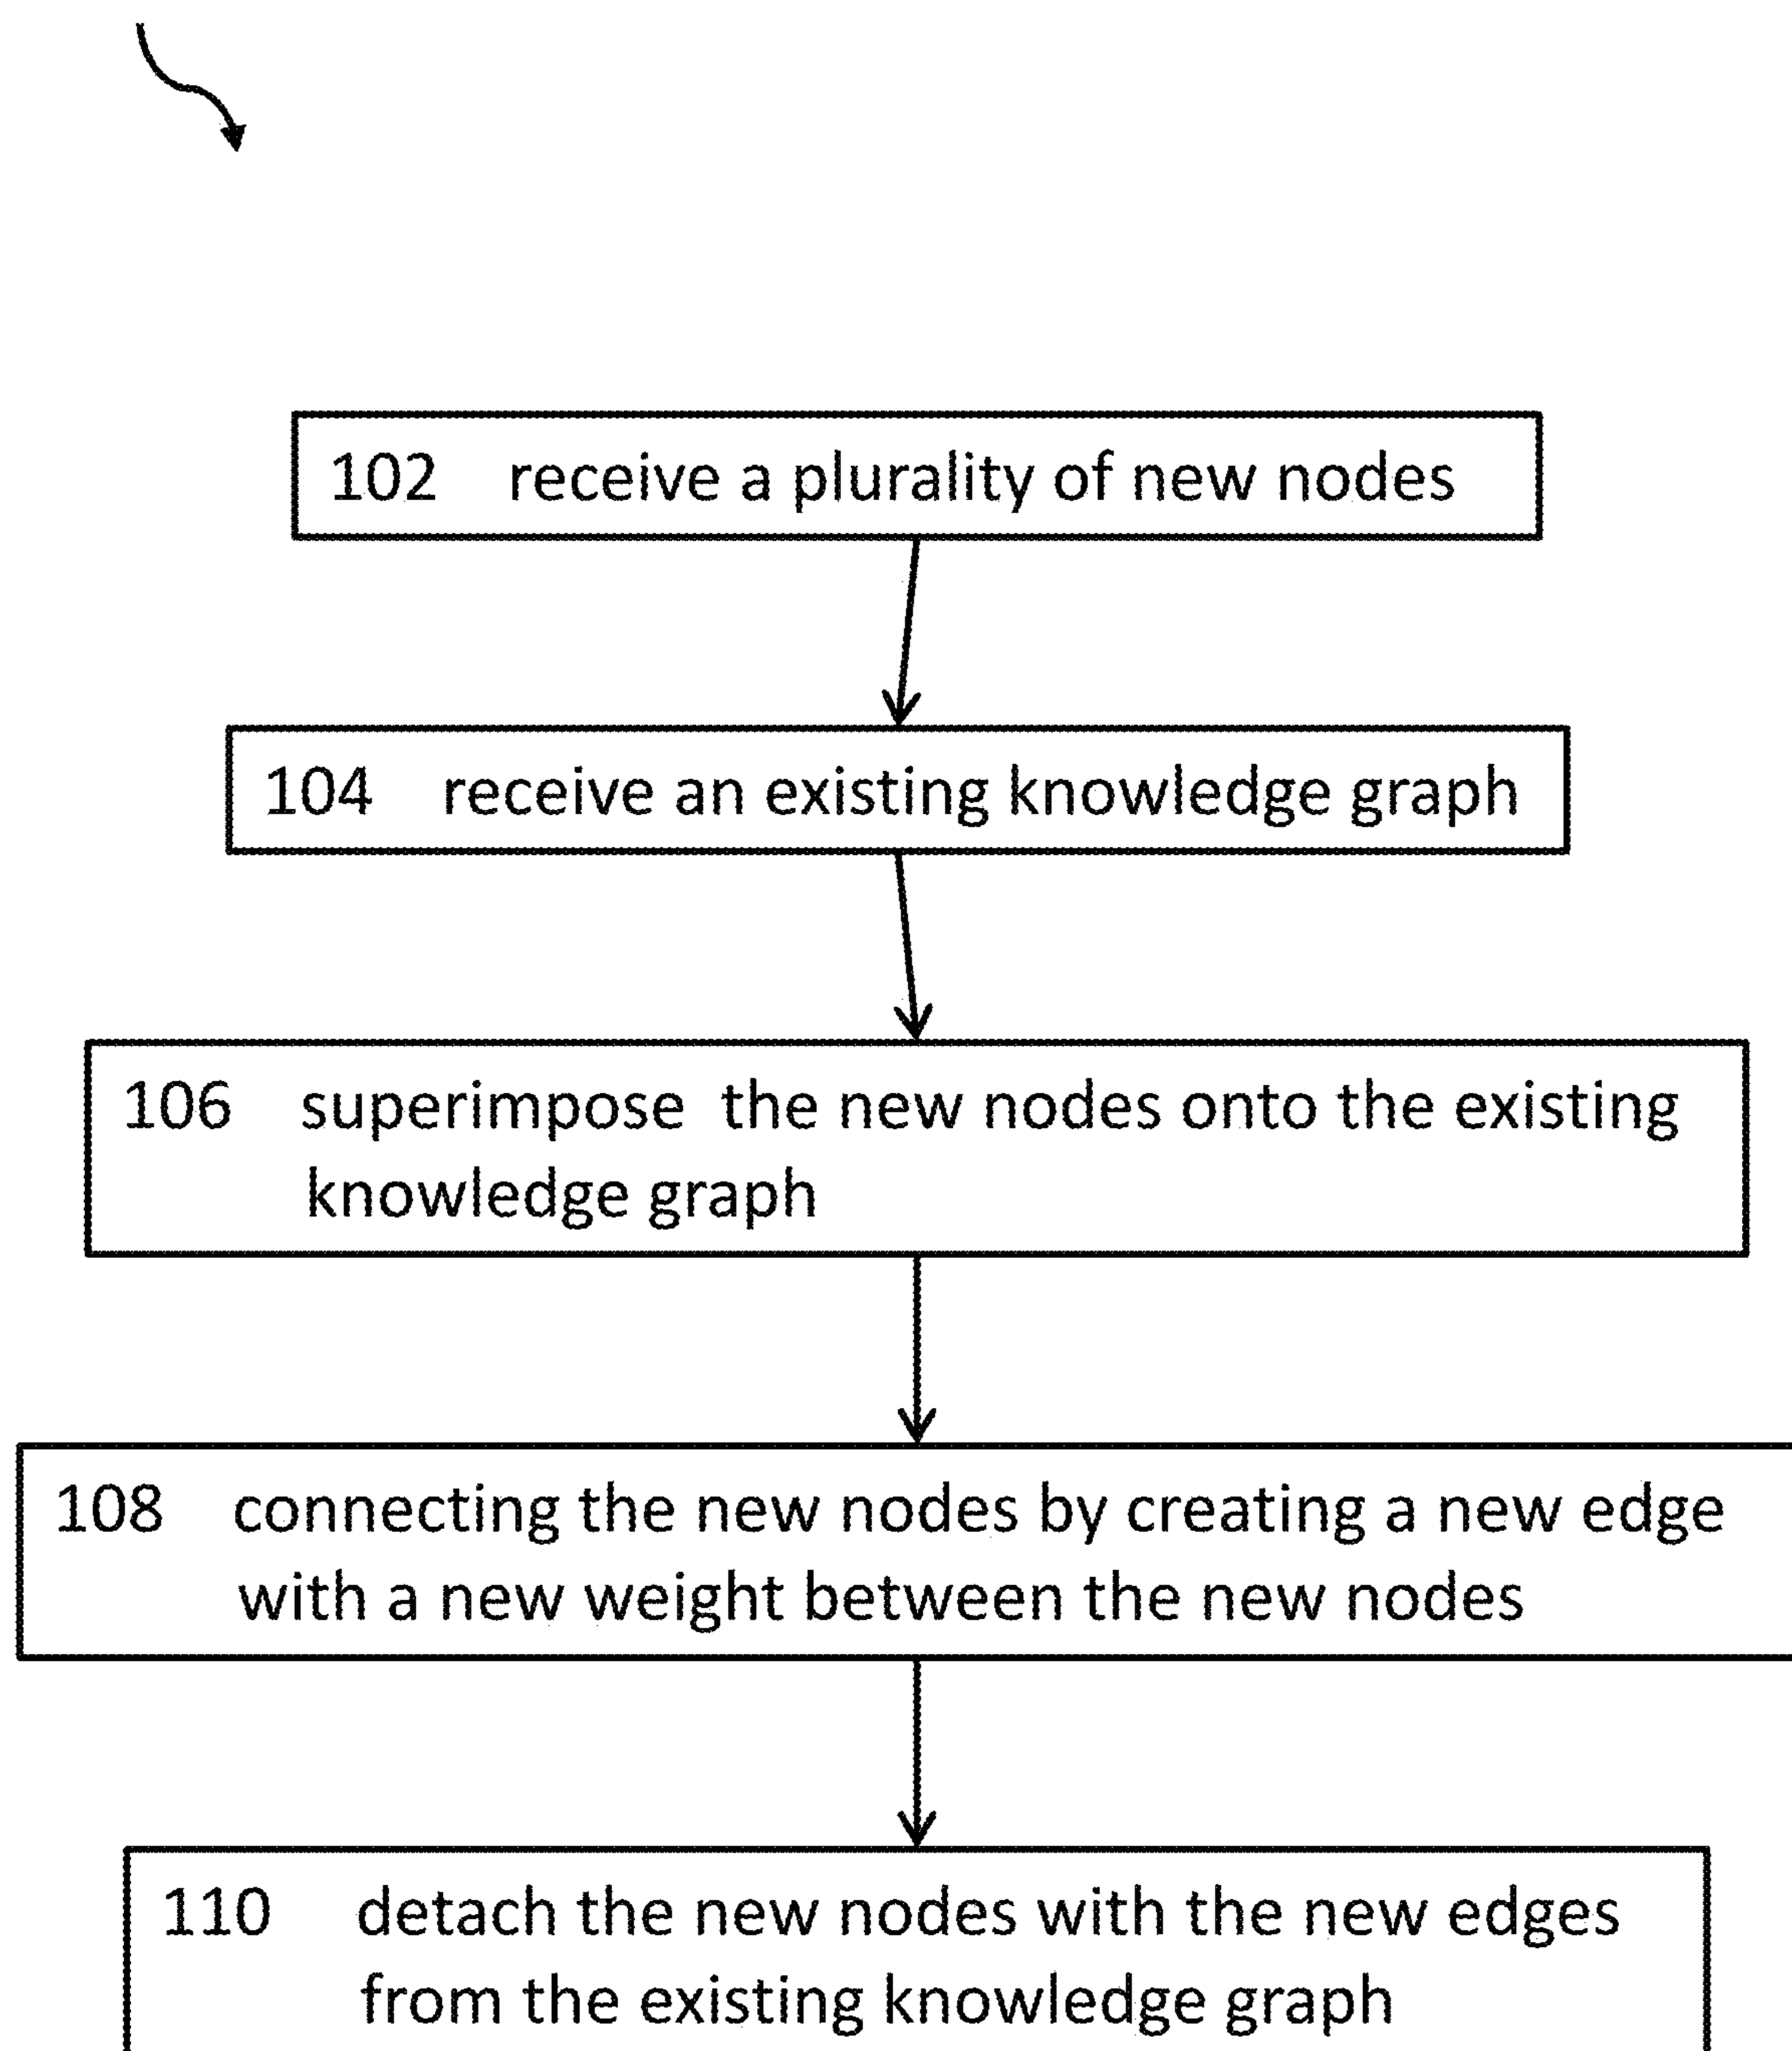 102 receive a plurality of new nodes
104 receive an existing knowledge graph
106 superimpose the new nodes onto the existing
knowledge graph
108 connecting the new nodes by creating a new edge
with a new weight between the new nodes
110 detach the new nodes with the new edges
from the existing knowledge graph